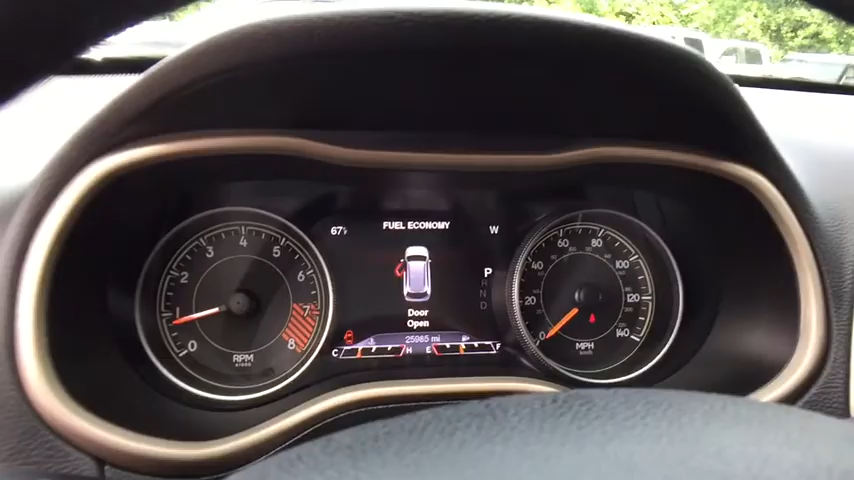 67°F
FUEL ECONOMY
W
0 1 2 3 4 5 6 7 8
RPM
X1000
P
R
N
D
Door
Open
25985 mi
C H E F
0 20 40 60 80 100 120 140
MPH
km/h